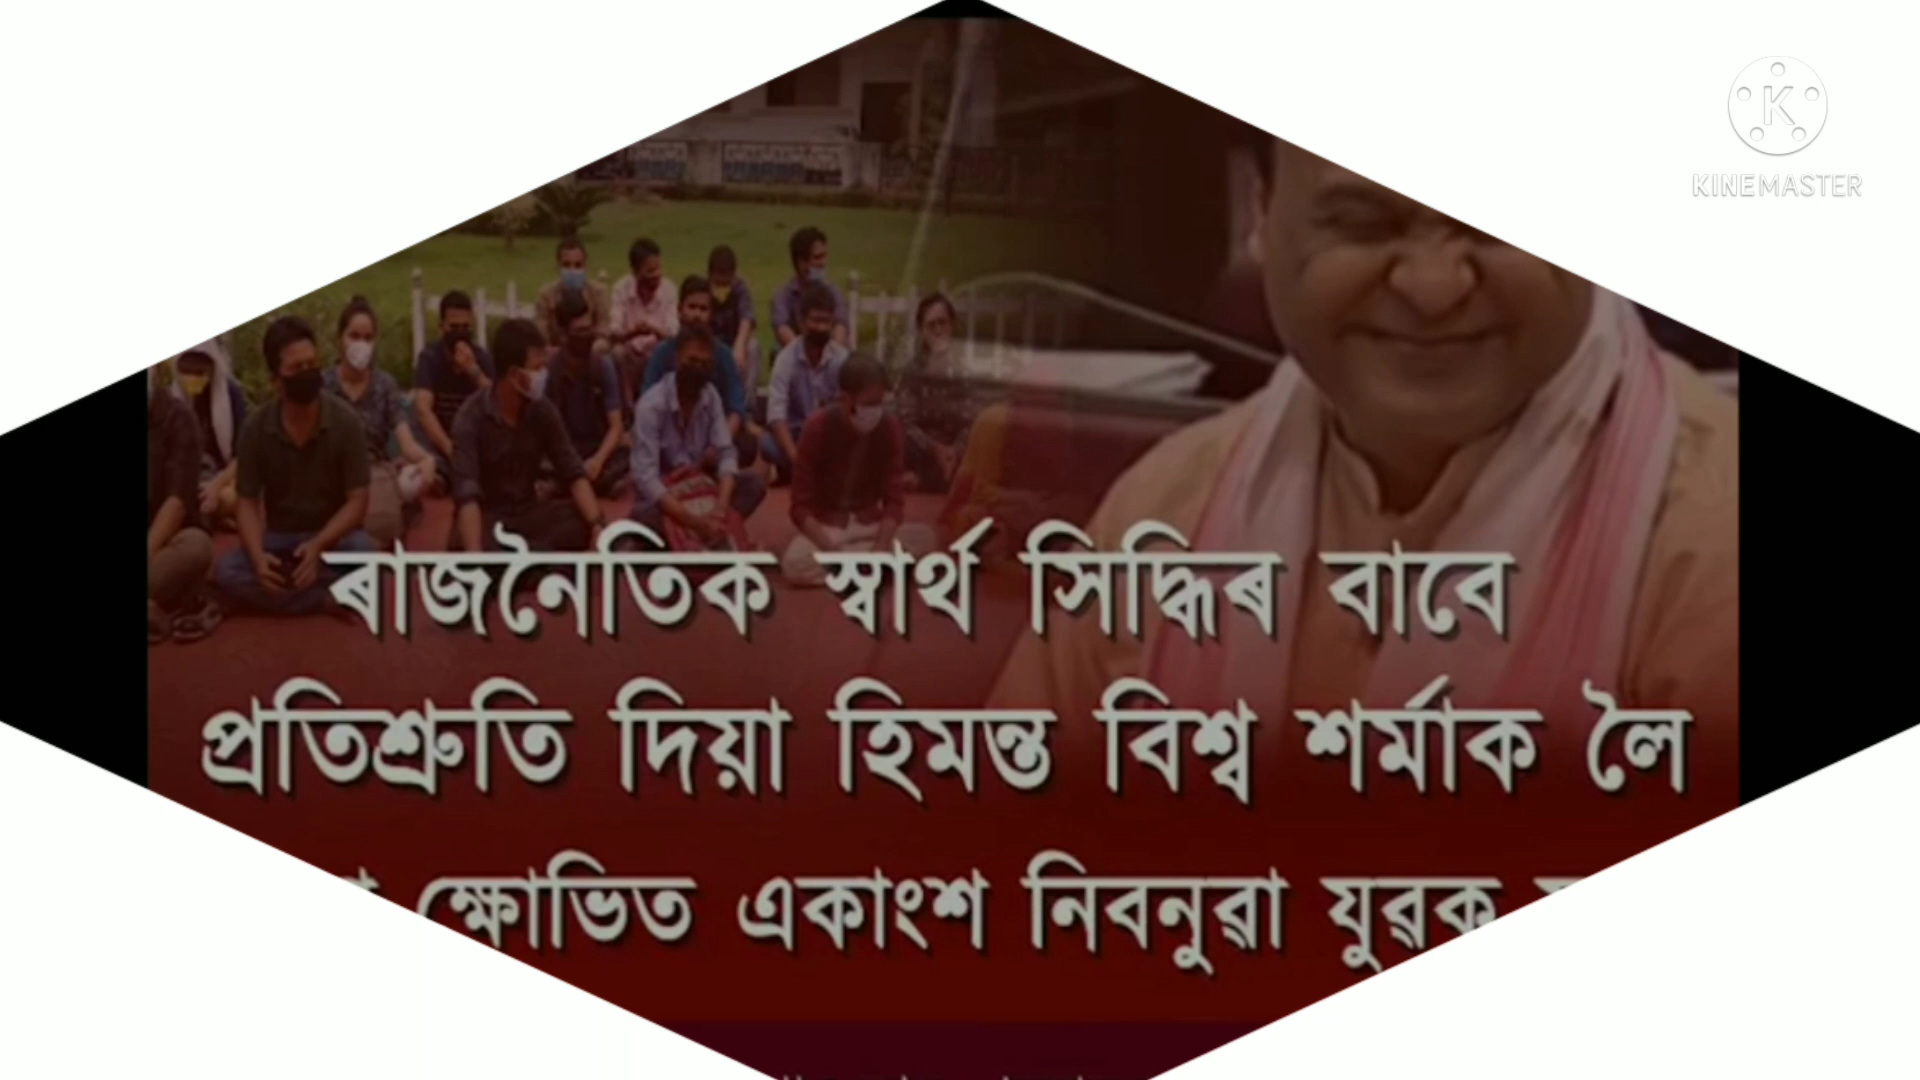 KINEMASTER
ৰাজনৈতিক স্বাৰ্থ সিদ্ধিৰ বাবে
প্ৰতিশ্ৰুতি দিয়া হিমন্ত বিশ্ব শৰ্মাক লৈ
ক্ষোভিত একাংশ নিবনুৱা যুৱক